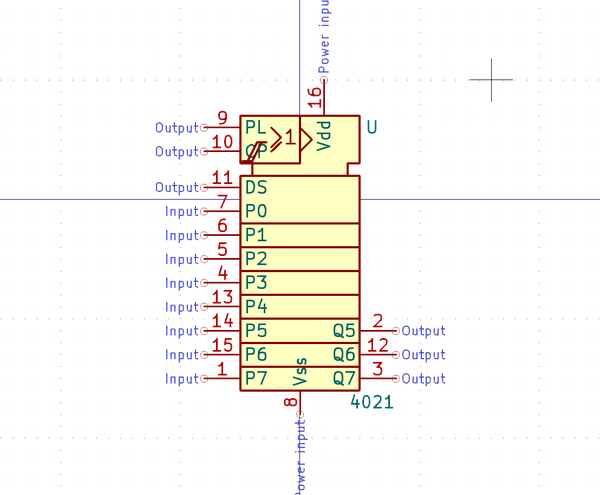 Power input
16
Vdd
U
Output 9 PL
1
Output 10 CP
Output 11 DS
Input 7 P0
Input 6 P1
Input 5 P2
Input 4 P3
Input 13 P4
Input 14 P5 Q5 2 Output
Input 15 P6 Q6 12 Output
Input 1 P7 Q7 3 Output
Vss
8
4021
Power input